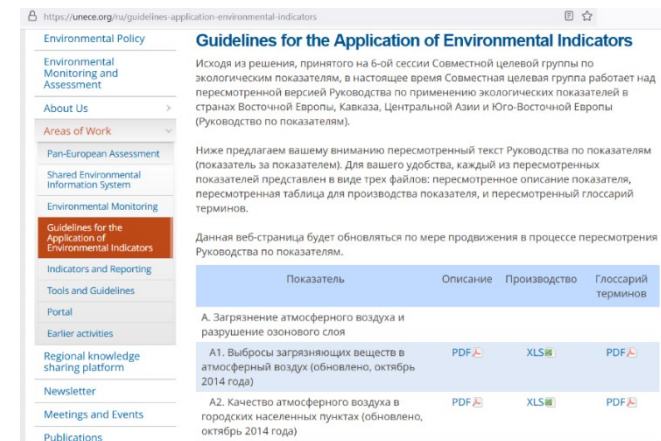 https://unece.org/ru/guidelines-application-environmental-indicators
Environmental Policy
Environmental
Monitoring and
Assessment
About Us
Areas of Work
Pan-European Assessment
Shared Environmental
Information System
Environmental Monitoring
Guidelines for the
Application of
Environmental Indicators
Indicators and Reporting
Tools and Guidelines
Portal
Earlier activities
Regional knowledge
sharing platform
Newsletter
Meetings and Events
Publications
Guidelines for the Application of Environmental Indicators
Исходя из решения, принятого на 6-ой сессии Совместной целевой группы по
экологическим показателям, в настоящее время Совместная целевая группа работает над
пересмотренной версией Руководства по применению экологических показателей в
странах Восточной Европы, Кавказа, Центральной Азии и Юго-Восточной Европы
(Руководство по показателям).
Ниже предлагаем вашему вниманию пересмотренный текст Руководства по показателям
(показатель за показателем). Для вашего удобства, каждый из пересмотренных
показателей представлен в виде трех файлов: пересмотренное описание показателя,
пересмотренная таблица для производства показателя, и пересмотренный глоссарий
терминов.
Данная веб-страница будет обновляться по мере продвижения в процессе пересмотрения
Руководства по показателям.
Показатель Описание Производство Глоссарий
терминов
А. Загрязнение атмосферного воздуха и
разрушение озонового слоя
А1. Выбросы загрязняющих веществ в PDF XLS PDF
атмосферный воздух (обновлено, октябрь
2014 года)
А2. Качество атмосферного воздуха в PDF XLS PDF
городских населенных пунктах (обновлено,
октябрь 2014 года)